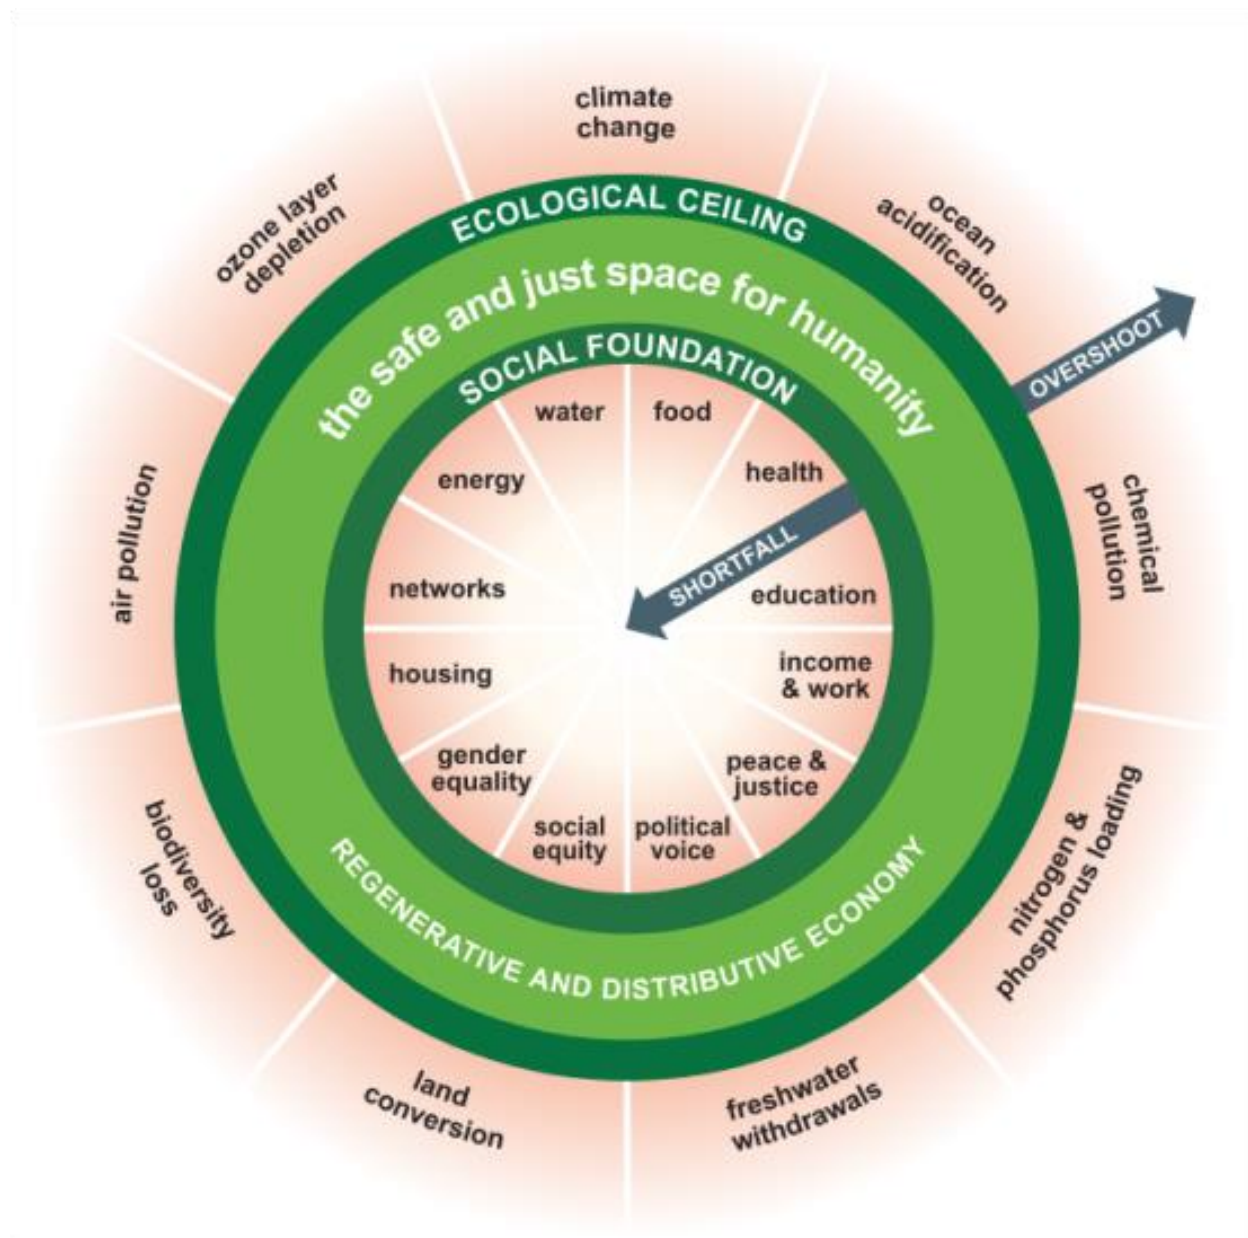 climate
change
ozone layer
depletion
ocean
acidification
ECOLOGICAL CEILING
the safe and just space for humanity
OVERSHOOT
SOCIAL FOUNDATION
water
food
energy
health
SHORTFALL
air pollution
chemical
pollution
networks
education
housing
income
& work
gender
equality
peace &
justice
social
equity
political
voice
biodiversity
loss
nitrogen &
phosphorus loading
REGENERATIVE AND DISTRIBUTIVE ECONOMY
land
conversion
freshwater
withdrawals